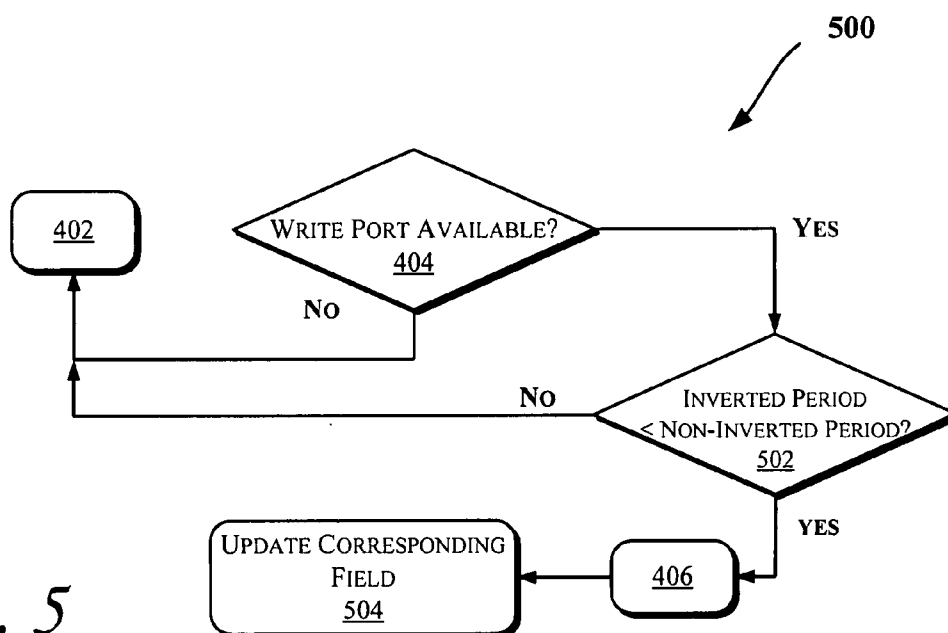 500
402
WRITE PORT AVAILABLE?
404
YES
NO
NO
INVERTED PERIOD
< NON-INVERTED PERIOD?
502
YES
UPDATE CORRESPONDING
FIELD
504
406
. 5